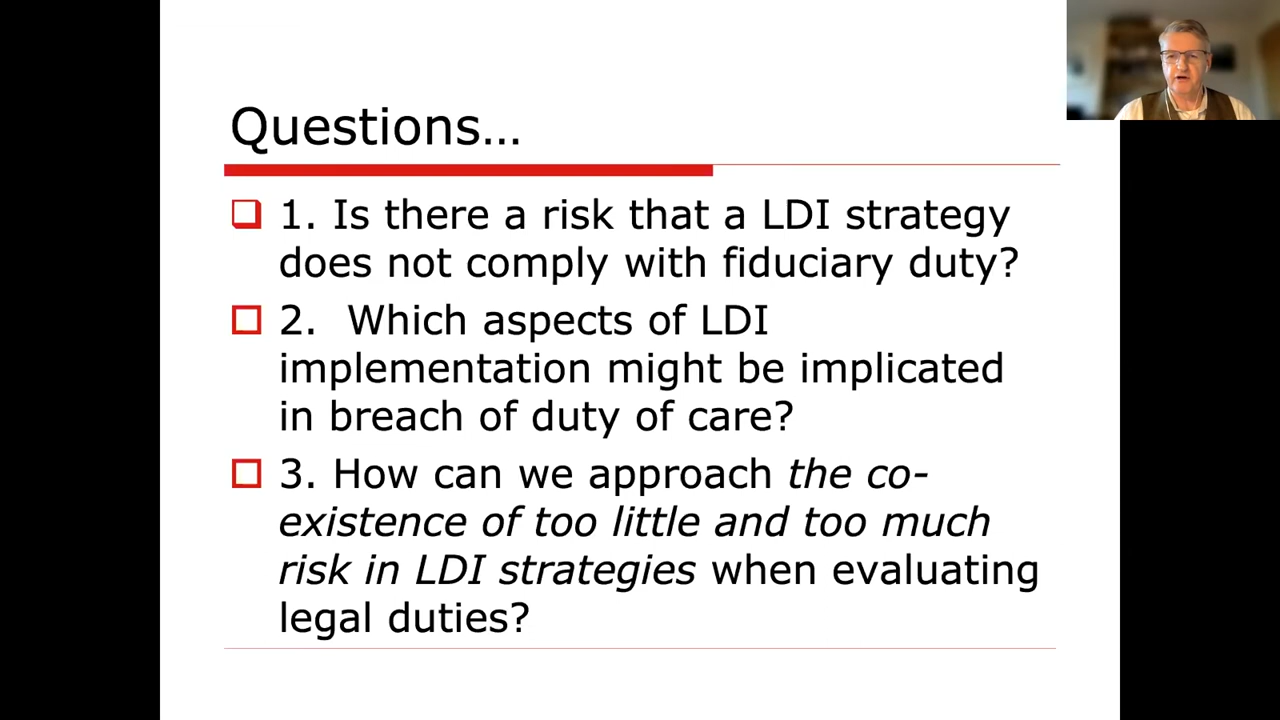 Questions...
1. Is there a risk that a LDI strategy
does not comply with fiduciary duty?
2. Which aspects of LDI
implementation might be implicated
in breach of duty of care?
3. How can we approach the co-
existence of too little and too much
risk in LDI strategies when evaluating
legal duties?